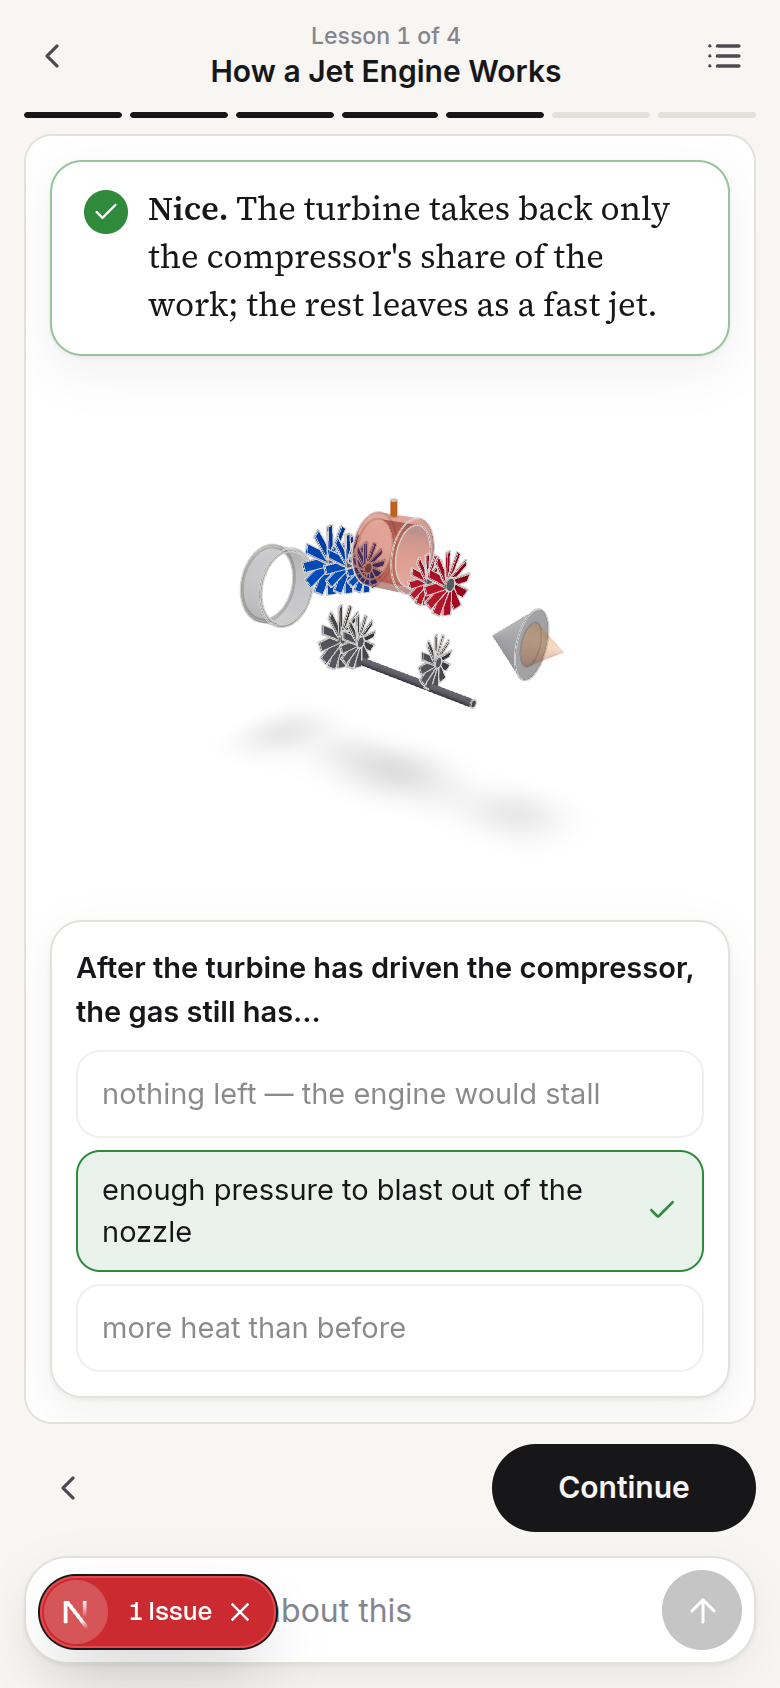 Lesson 1 of 4
How a Jet Engine Works
Nice. The turbine takes back only
the compressor's share of the
work; the rest leaves as a fast jet.
After the turbine has driven the compressor,
the gas still has...
nothing left — the engine would stall
enough pressure to blast out of the
nozzle
more heat than before
Continue
N 1 Issue
bout this